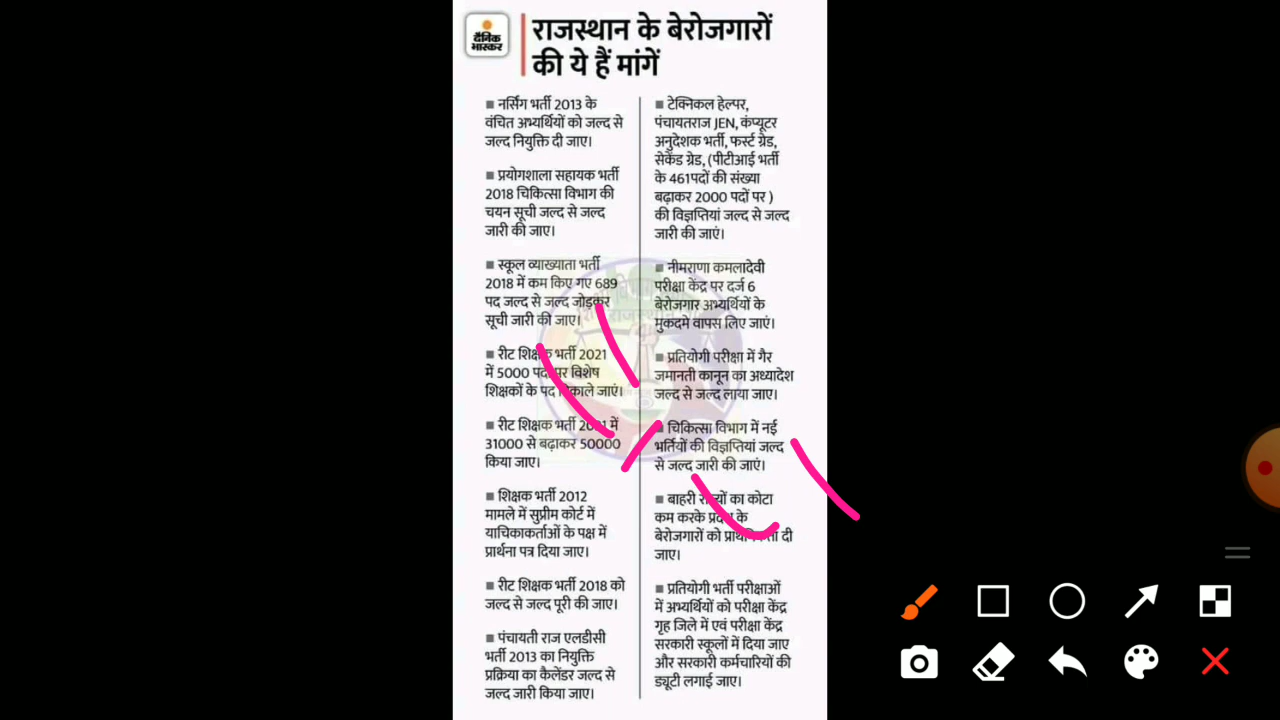 दैनिक
भास्कर
राजस्थान के बेरोजगारों
की ये हैं मांगें
■ नर्सिंग भर्ती 2013 के
वंचित अभ्यर्थियों को जल्द से
जल्द नियुक्ति दी जाए।
■ प्रयोगशाला सहायक भर्ती
2018 चिकित्सा विभाग की
चयन सूची जल्द से जल्द
जारी की जाए।
■ स्कूल व्याख्याता भर्ती
2018 में कम किए गए 689
पद जल्द से जल्द जोड़कर
सूची जारी की जाए।
■ रीट शिक्षक भर्ती 2021
में 5000 पदों पर विशेष
शिक्षकों के पद निकाले जाएं।
■ रीट शिक्षक भर्ती 2021 में
31000 से बढ़ाकर 50000
किया जाए।
■ शिक्षक भर्ती 2012
मामले में सुप्रीम कोर्ट में
याचिकाकर्ताओं के पक्ष में
प्रार्थना पत्र दिया जाए।
■ रीट शिक्षक भर्ती 2018 को
जल्द से जल्द पूरी की जाए।
■ पंचायती राज एलडीसी
भर्ती 2013 का नियुक्ति
प्रक्रिया का कैलेंडर जल्द से
जल्द जारी किया जाए।
■ टेक्निकल हेल्पर,
पंचायतराज JEN, कंप्यूटर
अनुदेशक भर्ती, फर्स्ट ग्रेड,
सेकेंड ग्रेड, (पीटीआई भर्ती
के 461पदों की संख्या
बढ़ाकर 2000 पदों पर )
की विज्ञप्तियां जल्द से जल्द
जारी की जाएं।
■ नीमराणा कमलादेवी
परीक्षा केंद्र पर दर्ज 6
बेरोजगार अभ्यर्थियों के
मुकदमे वापस लिए जाएं।
■ प्रतियोगी परीक्षा में गैर
जमानती कानून का अध्यादेश
जल्द से जल्द लाया जाए।
■ चिकित्सा विभाग में नई
भर्तियों की विज्ञप्तियां जल्द
से जल्द जारी की जाएं।
■ बाहरी राज्यों का कोटा
कम करके प्रदेश के
बेरोजगारों को प्राथमिकता दी
जाए।
■ प्रतियोगी भर्ती परीक्षाओं
में अभ्यर्थियों को परीक्षा केंद्र
गृह जिले में एवं परीक्षा केंद्र
सरकारी स्कूलों में दिया जाए
और सरकारी कर्मचारियों की
ड्यूटी लगाई जाए।